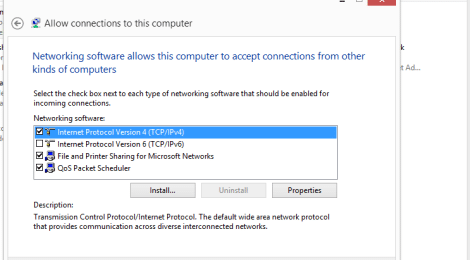 Allow connections to this computer
Networking software allows this computer to accept connections from other
kinds of computers
Select the check box next to each type of networking software that should be enabled for
incoming connections.
Networking software:
Internet Protocol Version 4 (TCP/IPv4)
Internet Protocol Version 6 (TCP/IPv6)
File and Printer Sharing for Microsoft Networks
QoS Packet Scheduler
Install...
Uninstall
Properties
Description:
Transmission Control Protocol/Internet Protocol. The default wide area network protocol
that provides communication across diverse interconnected networks.